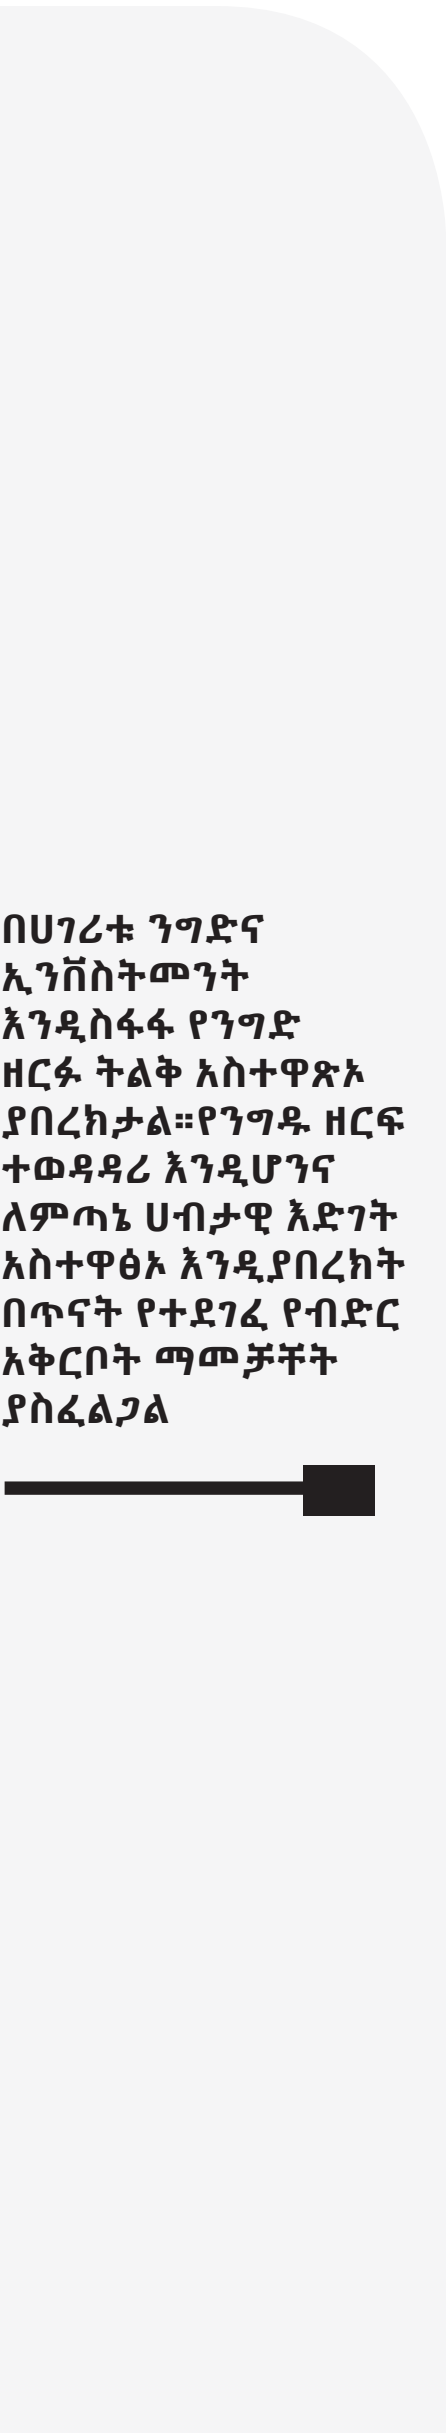 በሀገሪቱ ንግድና
ኢንቨስትመንት
እንዲስፋፋ የንግድ
ዘርፉ ትልቅ አስተዋጽኦ
ያበረክታል፡፡የንግዱ ዘርፍ
ተወዳዳሪ እንዲሆንና
ለምጣኔ ሀብታዊ እድገት
አስተዋፅኦ እንዲያበረክት
በጥናት የተደገፈ የብድር
አቅርቦት ማመቻቸት
ያስፈልጋል